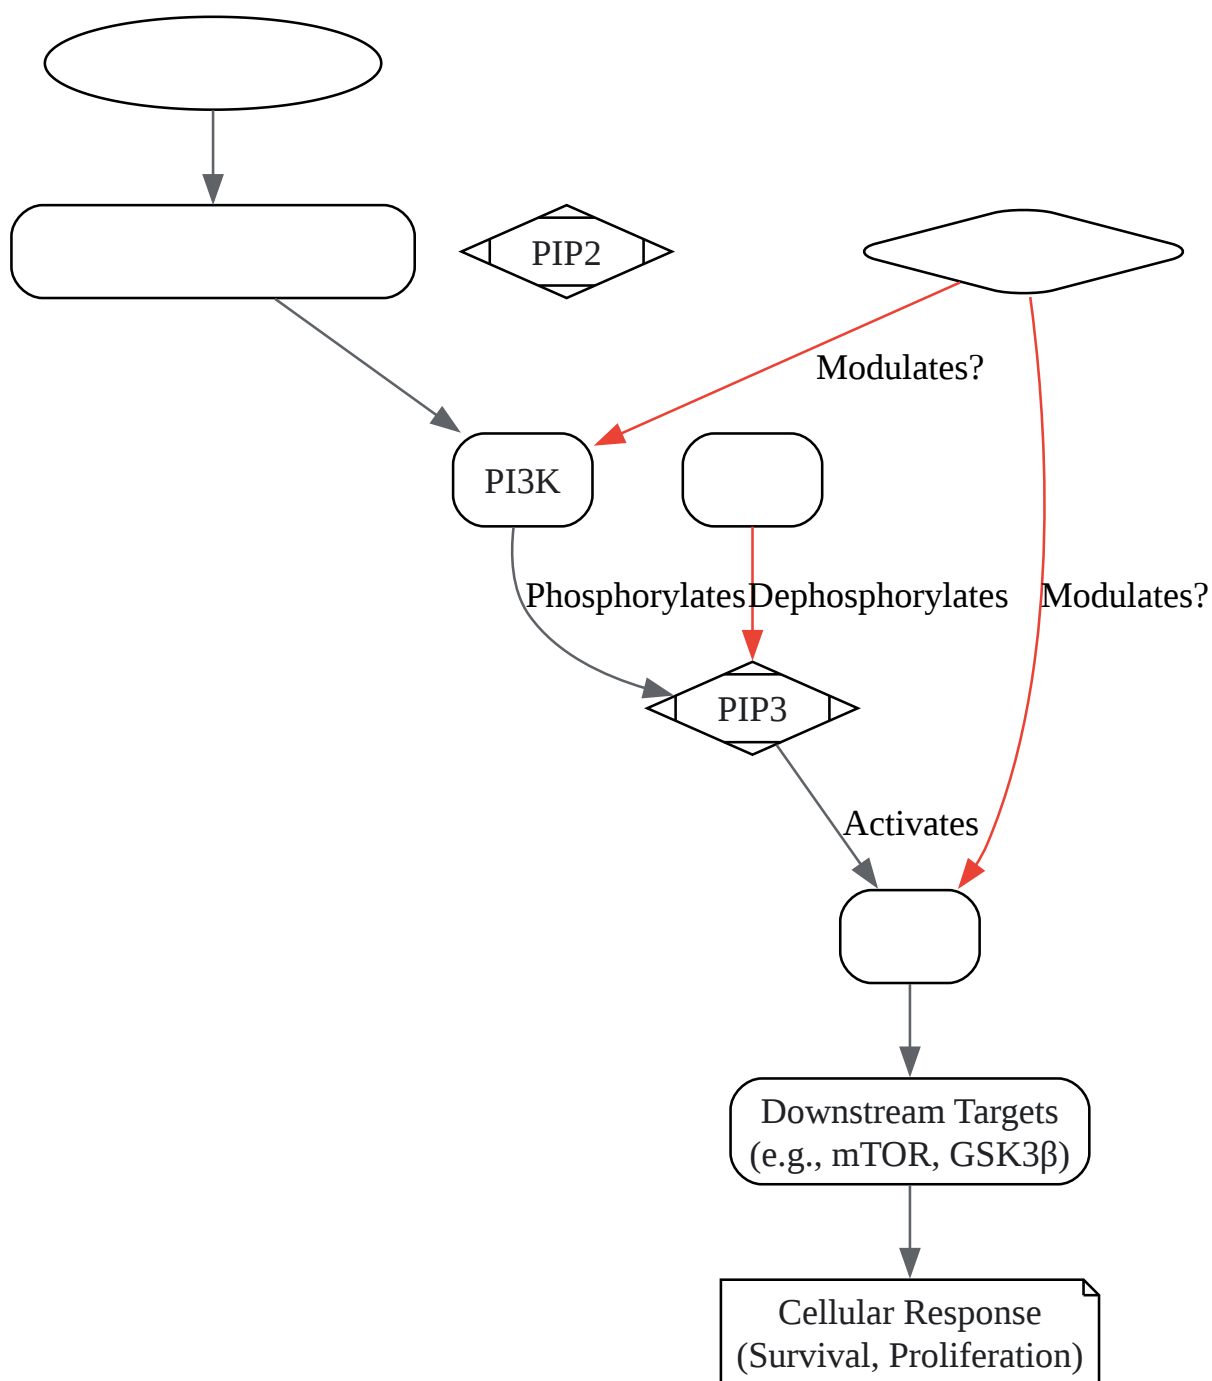 PIP2
Modulates?
PI3K
Phosphorylates
Dephosphorylates
Modulates?
PIP3
Activates
Downstream Targets
(e.g., mTOR, GSK3β)
Cellular Response
(Survival, Proliferation)